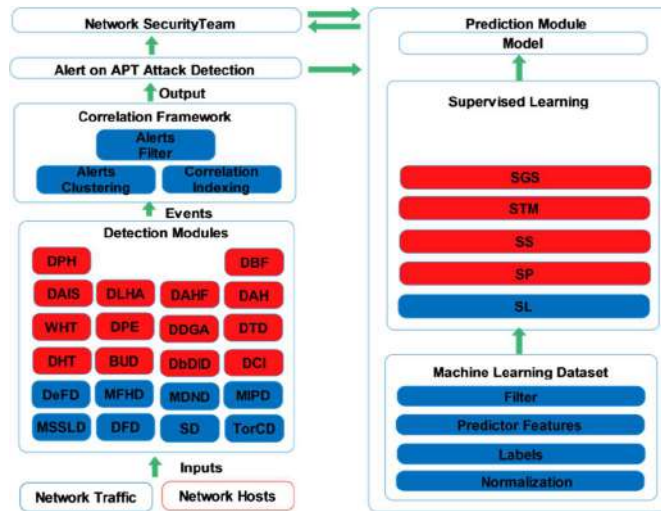 Network SecurityTeam
Alert on APT Attack Detection
Output
Correlation Framework
Alerts
Filter
Alerts
Clustering
Correlation
Indexing
Events
Detection Modules
DPH
DBF
DAIS
DLHA
DAHF
DAH
WHT
DPE
DDGA
DTD
DHT
BUD
DbDID
DCI
DeFD
MFHD
MDND
MIPD
MSSLD
DFD
SD
TorCD
Inputs
Network Traffic
Network Hosts
Prediction Module
Model
Supervised Learning
SGS
STM
SS
SP
SL
Machine Learning Dataset
Filter
Predictor Features
Labels
Normalization